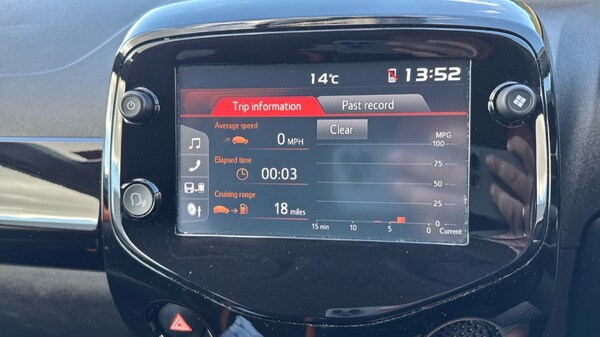 14°C
13:52
Trip information
Past record
Average speed
0 MPH
Elapsed time
00:03
Cruising range
18 miles
Clear
MPG
100
75
50
25
0
15 min
10
5
0
Current